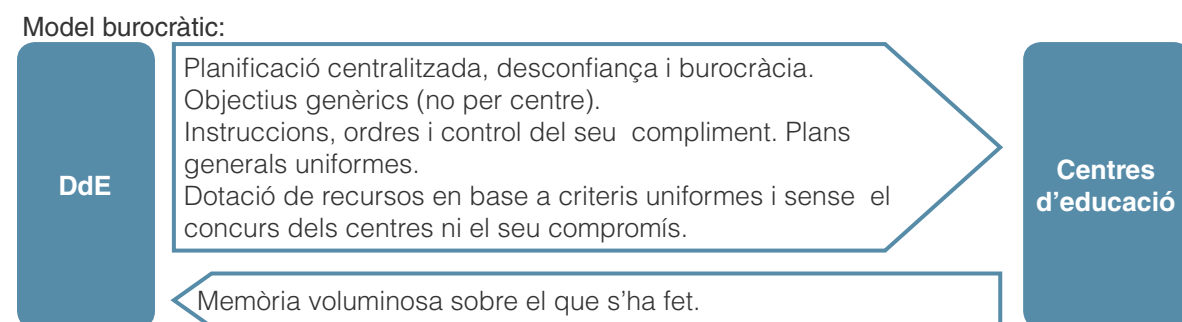 Model burocràtic:
Planificació centralitzada, desconfiança i burocràcia.
Objectius genèrics (no per centre).
Instruccions, ordres i control del seu compliment. Plans
generals uniformes.
DdE
Dotació de recursos en base a criteris uniformes i sense el
concurs dels centres ni el seu compromís.
Centres
d'educació
Memòria voluminosa sobre el que s'ha fet.